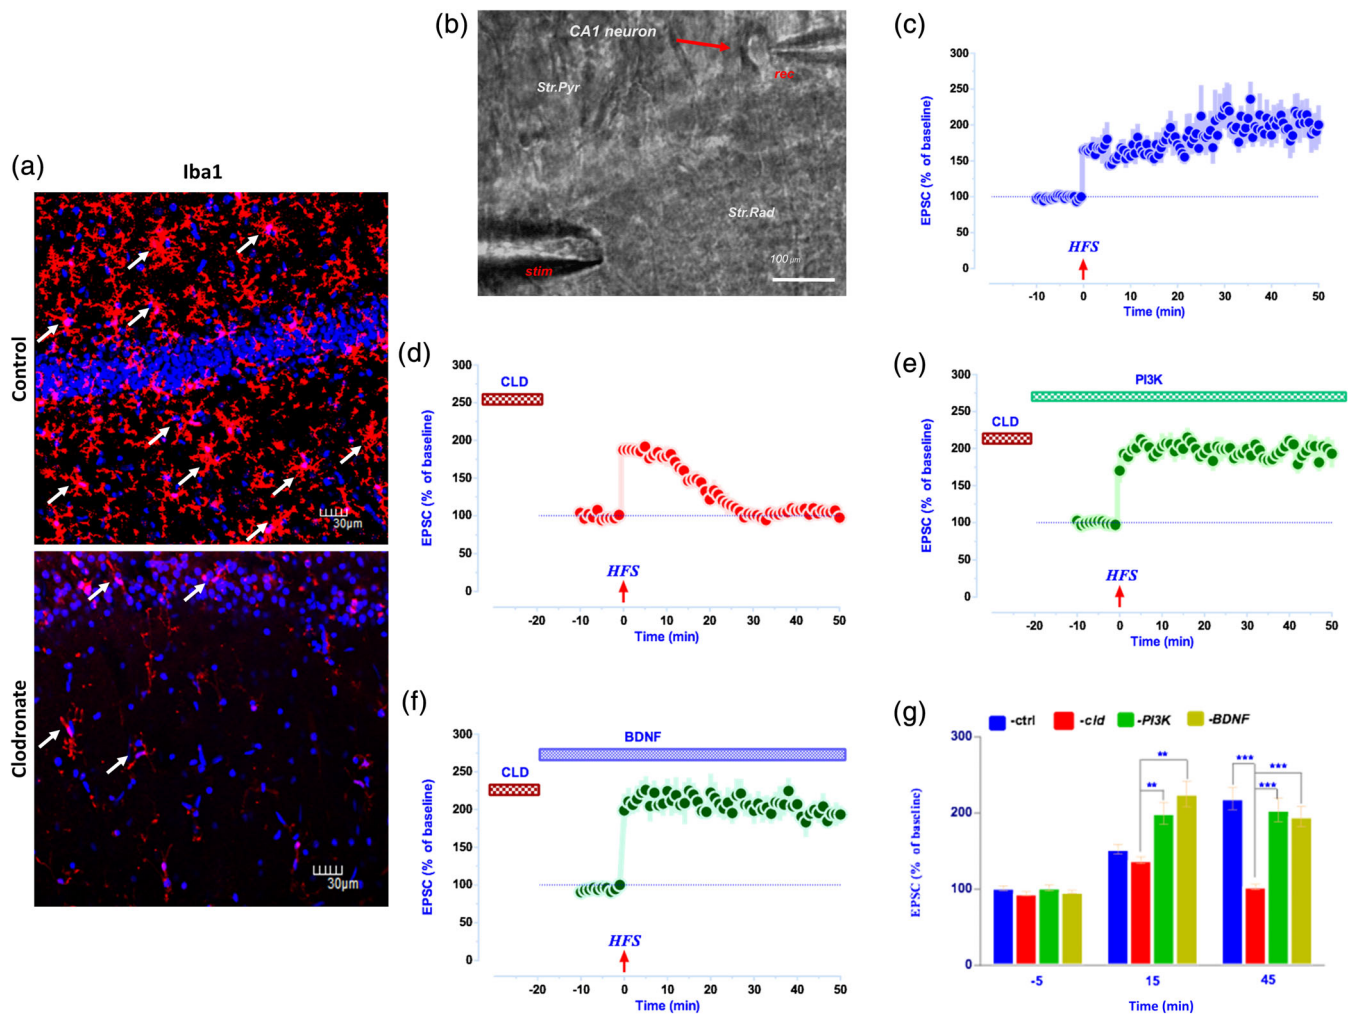 (a)
Iba1
Control
30µm
Clodronate
30µm
(b)
CA1 neuron
rec
Str.Pyr
Str.Rad
stim
100 µm
(c)
EPSC (% of baseline)
300
250
200
150
100
50
0
HFS
-10 0 10 20 30 40 50
Time (min)
(d)
EPSC (% of baseline)
300
250
200
150
100
50
0
CLD
HFS
-20 -10 0 10 20 30 40 50
Time (min)
(e)
EPSC (% of baseline)
300
250
200
150
100
50
0
PI3K
CLD
HFS
-20 -10 0 10 20 30 40 50
Time (min)
(f)
EPSC (% of baseline)
300
250
200
150
100
50
0
BDNF
CLD
HFS
-20 -10 0 10 20 30 40 50
Time (min)
(g)
-ctrl -cld -PI3K -BDNF
EPSC (% of baseline)
300
200
100
0
** **
*** *** ***
-5 15 45
Time (min)